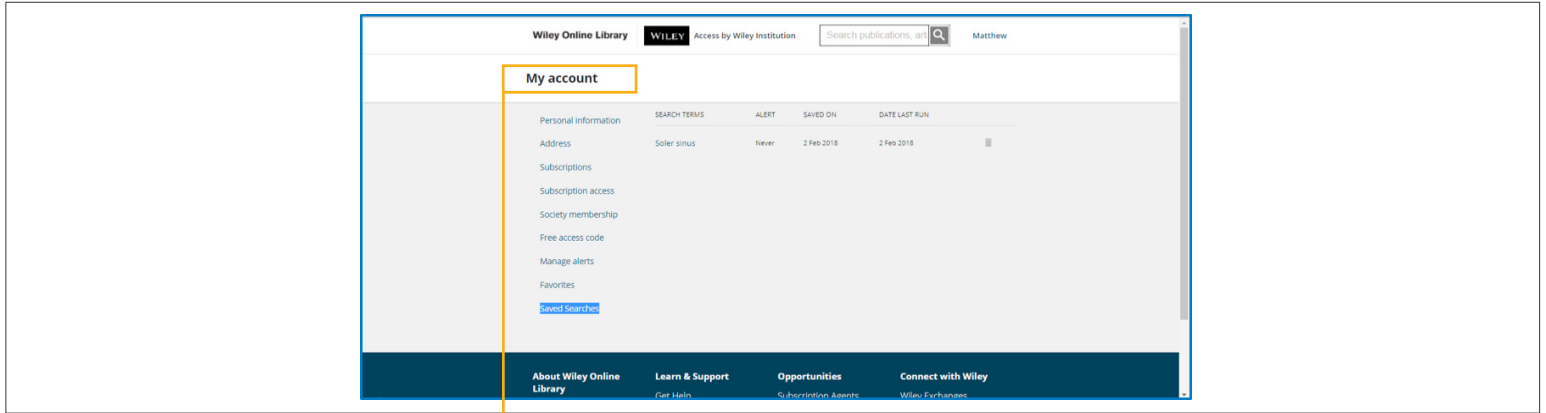 Wiley Online Library WILEY Access by Wiley Institution Search publications, art Matthew
My account
Personal information
Address
Subscriptions
Subscription access
Society membership
Free access code
Manage alerts
Favorites
Saved Searches
SEARCH TERMS ALERT SAVED ON DATE LAST RUN
Soler sinus Never 2 Feb 2018 2 Feb 2018
About Wiley Online
Library
Learn & Support
Get Help
Opportunities
Subscription Agents
Connect with Wiley
Wiley Exchanges